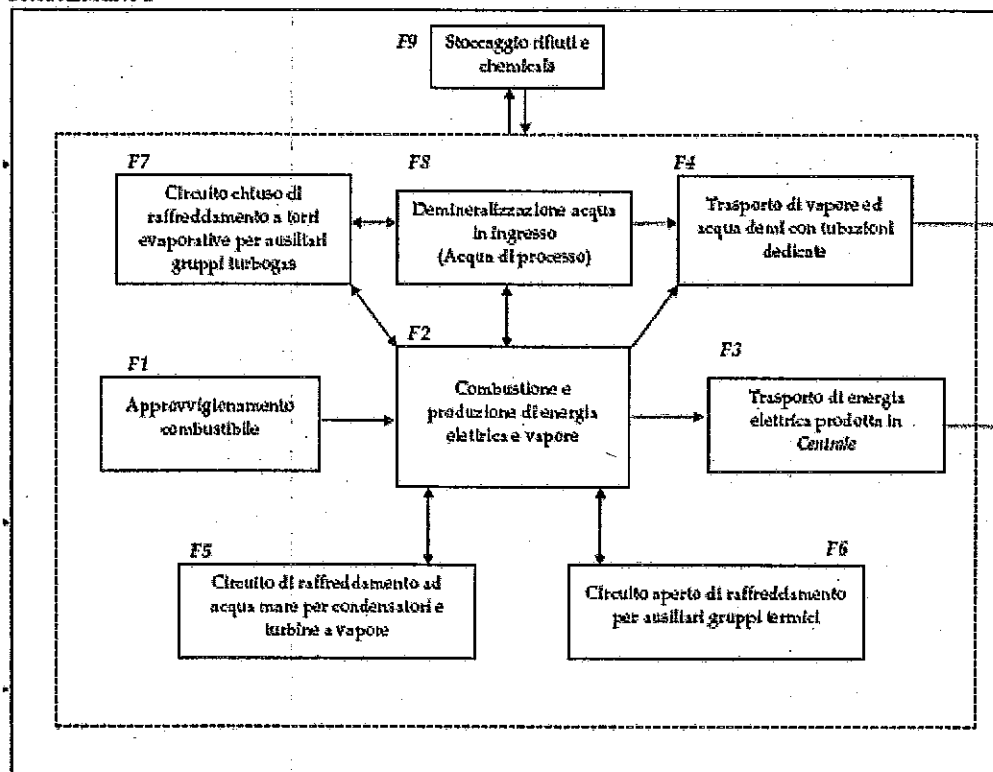 F9
Stoccaggio rifiuti e
chemicals
F7
Circuito chiuso di
raffreddamento a torri
evaporative per ausiliari
gruppi turbogas
F8
Demineralizzazione acqua
in ingresso
(Acqua di processo)
F4
Trasporto di vapore ed
acqua demi con tubazioni
dedicate
F1
Approvvigionamento
combustibile
F2
Combustione e
produzione di energia
elettrica e vapore
F3
Trasporto di energia
elettrica prodotta in
Centrale
F5
Circuito di raffreddamento ad
acqua mare per condensatori e
turbine a vapore
F6
Circuito aperto di raffreddamento
per ausiliari gruppi termici